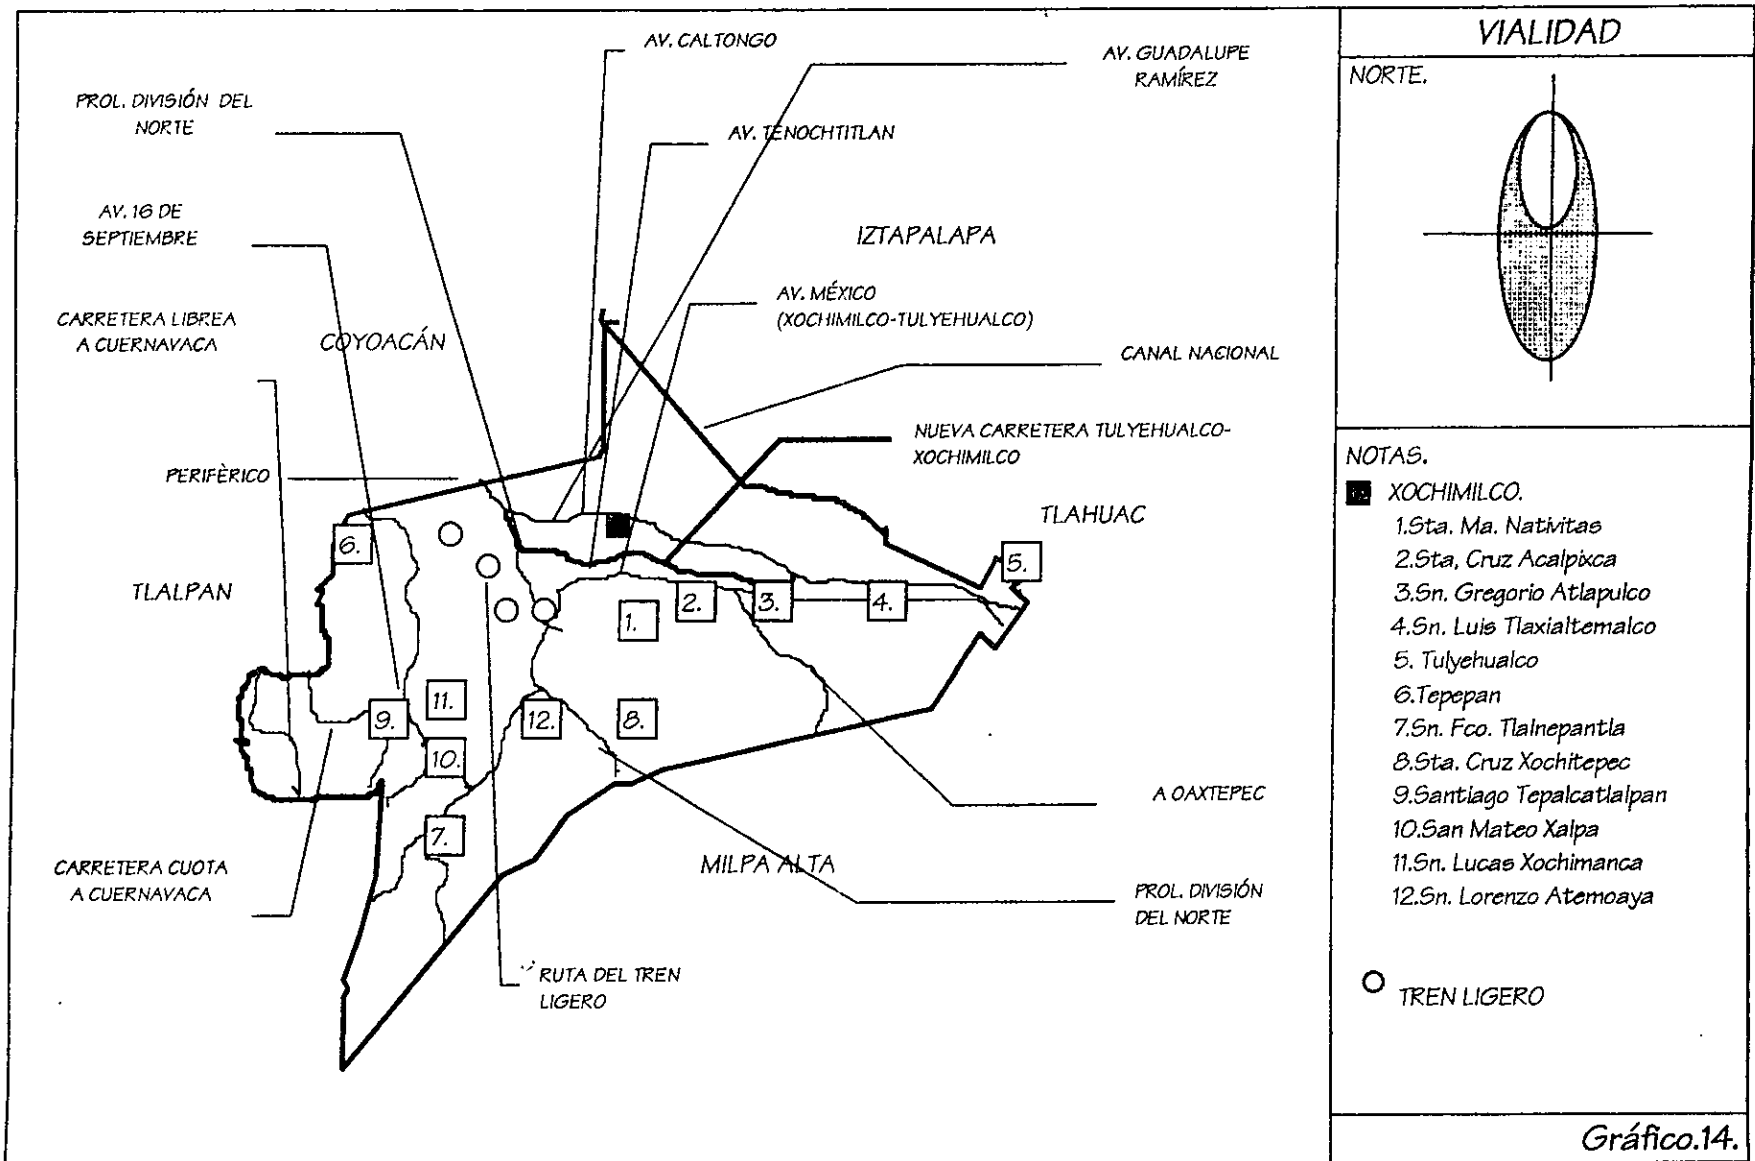 VIALIDAD
NORTE.
AV. CALTONGO
AV. GUADALUPE
RAMÍREZ
PROL. DIVISIÓN DEL
NORTE
AV. TENOCHTITLAN
AV. 16 DE
SEPTIEMBRE
IZTAPALAPA
AV. MÉXICO
(XOCHIMILCO-TULYEHUALCO)
CARRETERA LIBREA
A CUERNAVACA
COYOACÁN
CANAL NACIONAL
NUEVA CARRETERA TULYEHUALCO-
XOCHIMILCO
PERIFÈRICO
TLAHUAC
6.
5.
TLALPAN
1.
2.
3.
4.
11.
9.
12.
8.
10.
7.
A OAXTEPEC
MILPA ALTA
CARRETERA CUOTA
A CUERNAVACA
PROL. DIVISIÓN
DEL NORTE
RUTA DEL TREN
LIGERO
NOTAS.
XOCHIMILCO.
1.Sta. Ma. Nativitas
2.Sta, Cruz Acalpixca
3.Sn. Gregorio Atlapulco
4.Sn. Luis Tlaxialtemalco
5. Tulyehualco
6.Tepepan
7.Sn. Fco. Tlalnepantla
8.Sta. Cruz Xochitepec
9.Santiago Tepalcatlalpan
10.San Mateo Xalpa
11.Sn. Lucas Xochimanca
12.Sn. Lorenzo Atemoaya
TREN LIGERO
Gráfico.14.